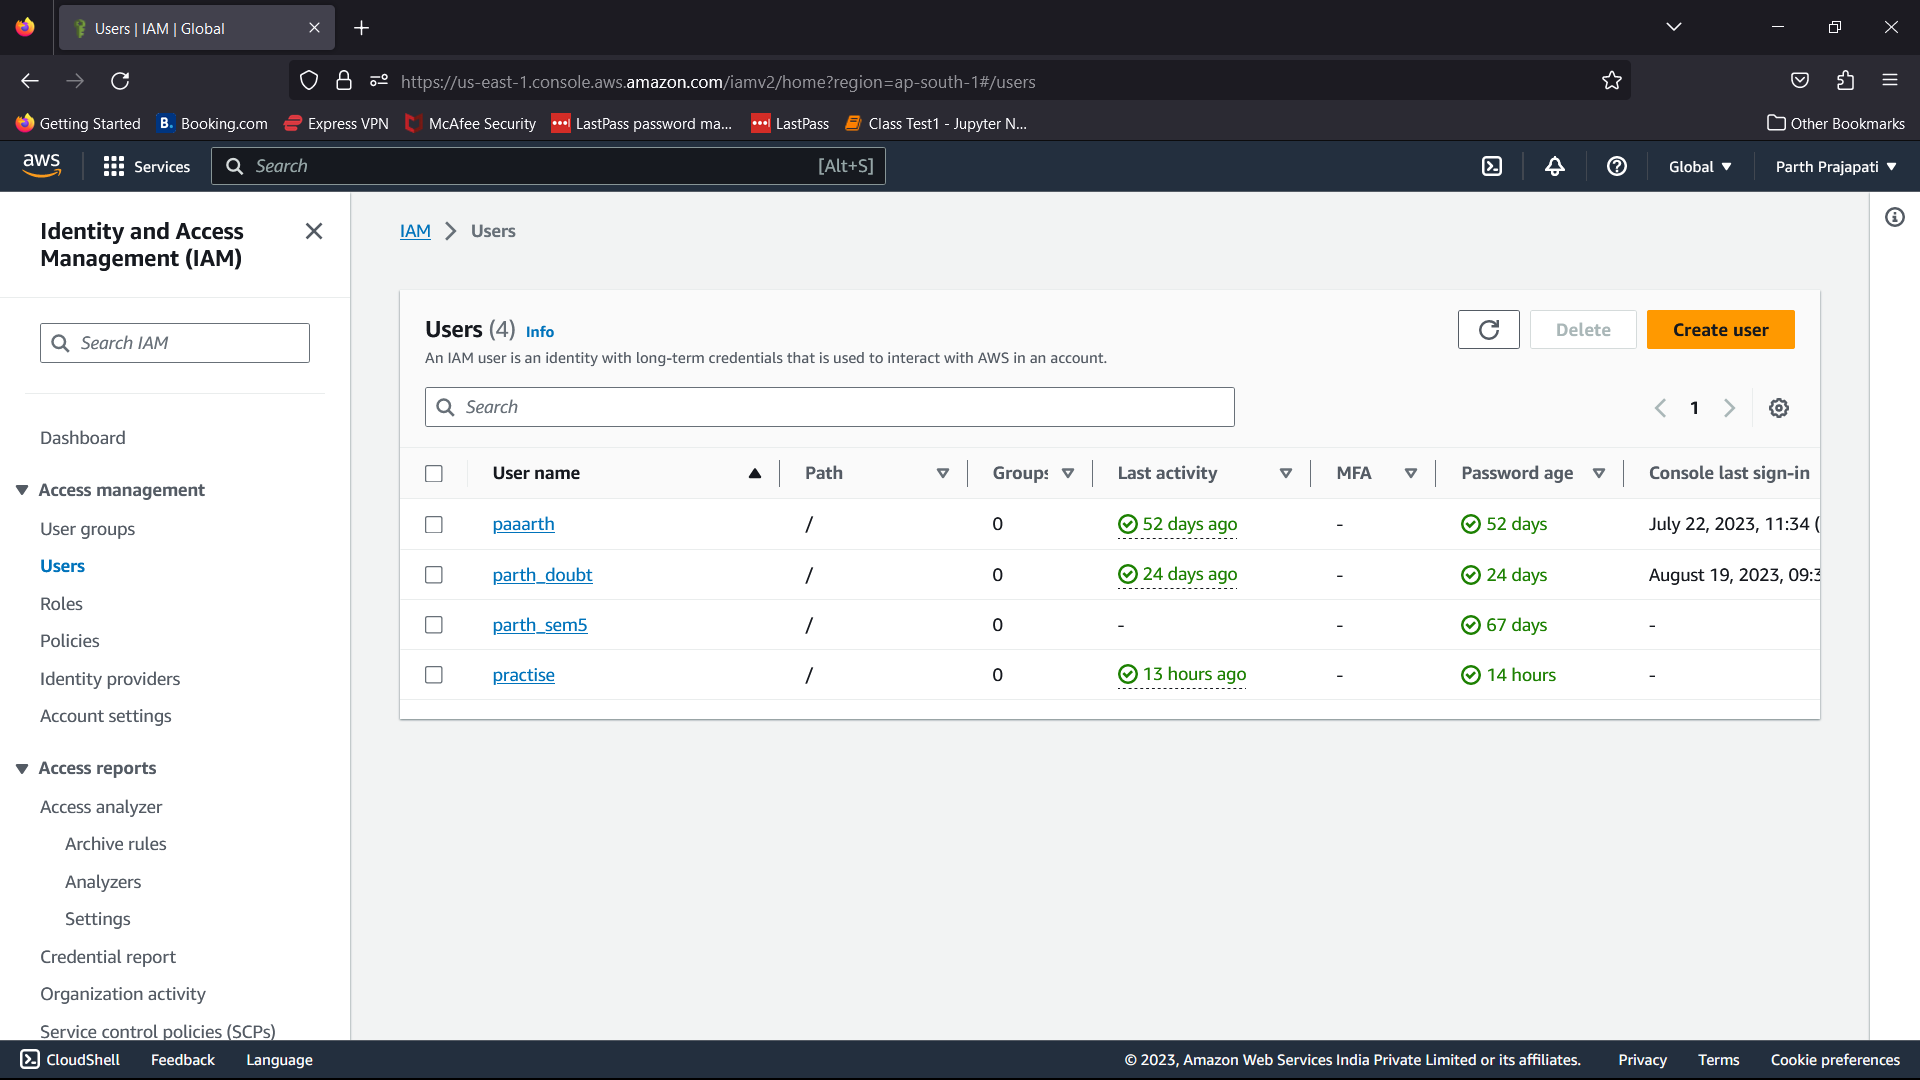 Users | IAM | Global
https://us-east-1.console.aws.amazon.com/iamv2/home?region=ap-south-1#/users
Getting Started
B. Booking.com
Express VPN
McAfee Security
LastPass password ma...
LastPass
Class Test1 - Jupyter N...
Other Bookmarks
aws
Services
Search
[Alt+S]
Global
Parth Prajapati
Identity and Access
Management (IAM)
Search IAM
Dashboard
Access management
User groups
Users
Roles
Policies
Identity providers
Account settings
Access reports
Access analyzer
Archive rules
Analyzers
Settings
Credential report
Organization activity
Service control policies (SCPs)
IAM > Users
Users (4) Info
An IAM user is an identity with long-term credentials that is used to interact with AWS in an account.
Delete
Create user
Search
1
User name Path Groups Last activity MFA Password age Console last sign-in
paaarth / 0 52 days ago - 52 days July 22, 2023, 11:34 (
parth_doubt / 0 24 days ago - 24 days August 19, 2023, 09:3
parth_sem5 / 0 - - 67 days -
practise / 0 13 hours ago - 14 hours -
CloudShell Feedback Language
© 2023, Amazon Web Services India Private Limited or its affiliates. Privacy Terms Cookie preferences